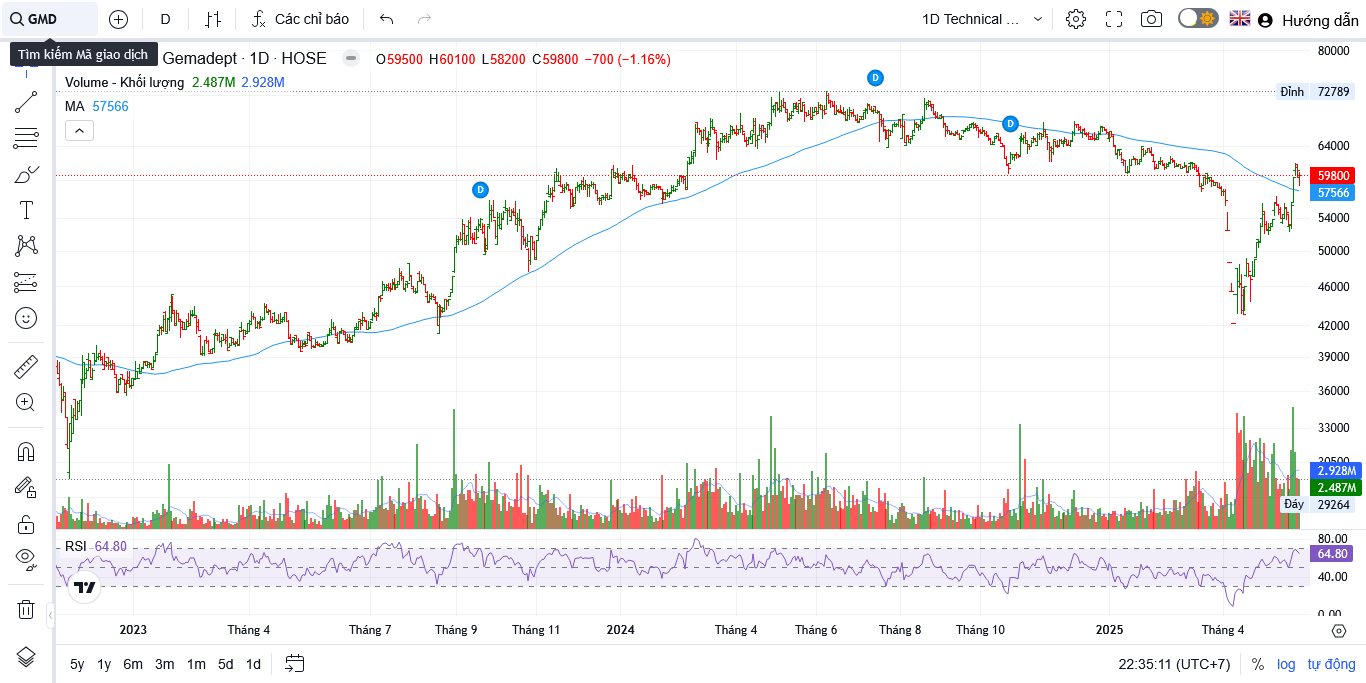 GMD
D
Các chỉ báo
1D Technical ...
Hướng dẫn
Tìm kiếm Mã giao dịch
Gemadept · 1D · HOSE
O59500 H60100 L58200 C59800 −700 (−1.16%)
Volume - Khối lượng 2.487M 2.928M
MA 57566
D
D
D
80000
Đỉnh 72789
64000
59800
57566
54000
50000
46000
42000
39000
36000
33000
30500
2.928M
2.487M
Đáy 29264
RSI 64.80
80.00
64.80
40.00
0.00
2023
Tháng 4
Tháng 7
Tháng 9
Tháng 11
2024
Tháng 4
Tháng 6
Tháng 8
Tháng 10
2025
Tháng 4
5y 1y 6m 3m 1m 5d 1d
22:35:11 (UTC+7)
% log tự động